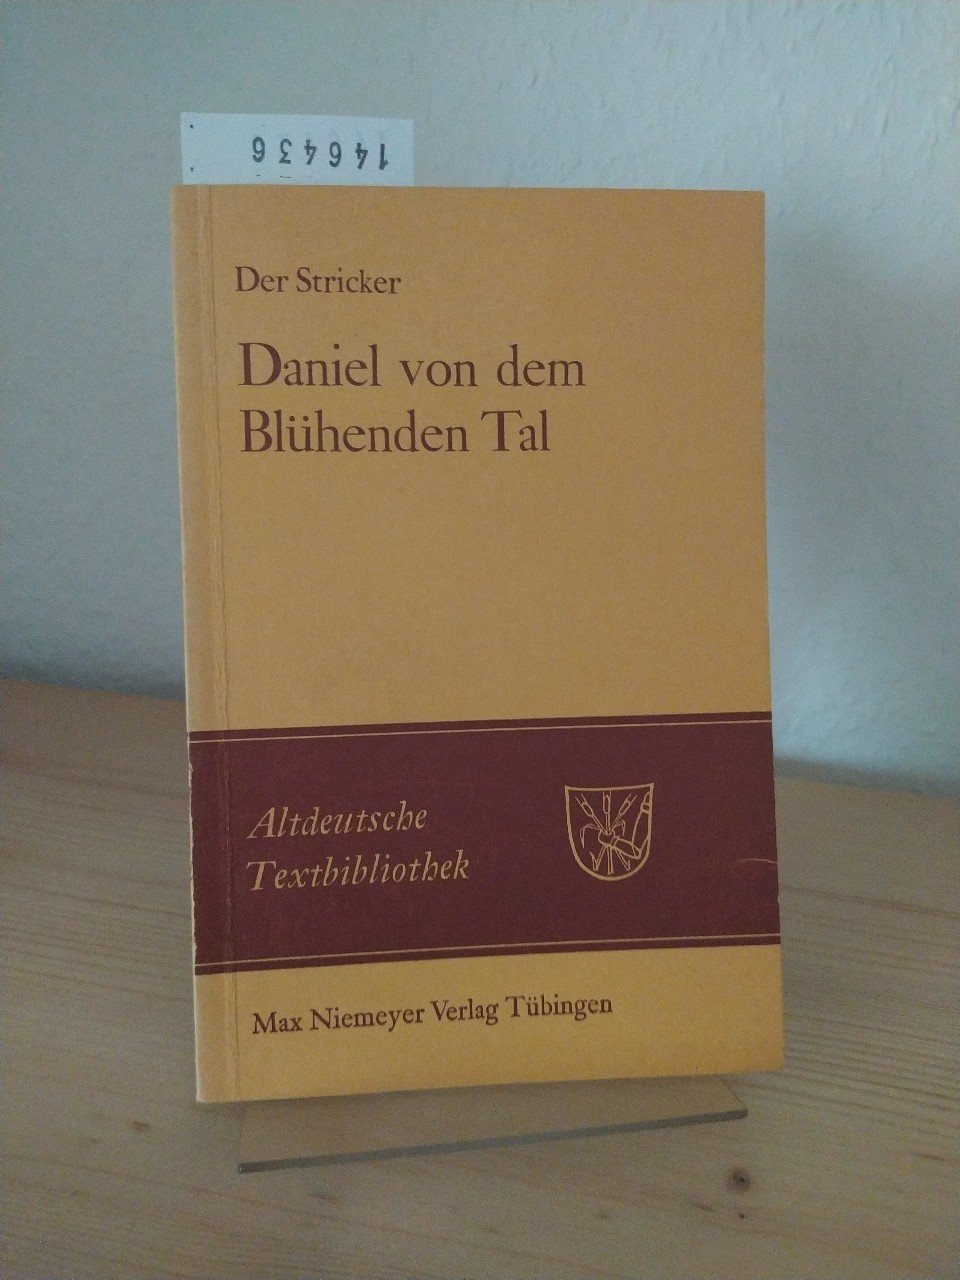 146436
Der Stricker
Daniel von dem
Blühenden Tal
Altdeutsche
Textbibliothek
Max Niemeyer Verlag Tübingen